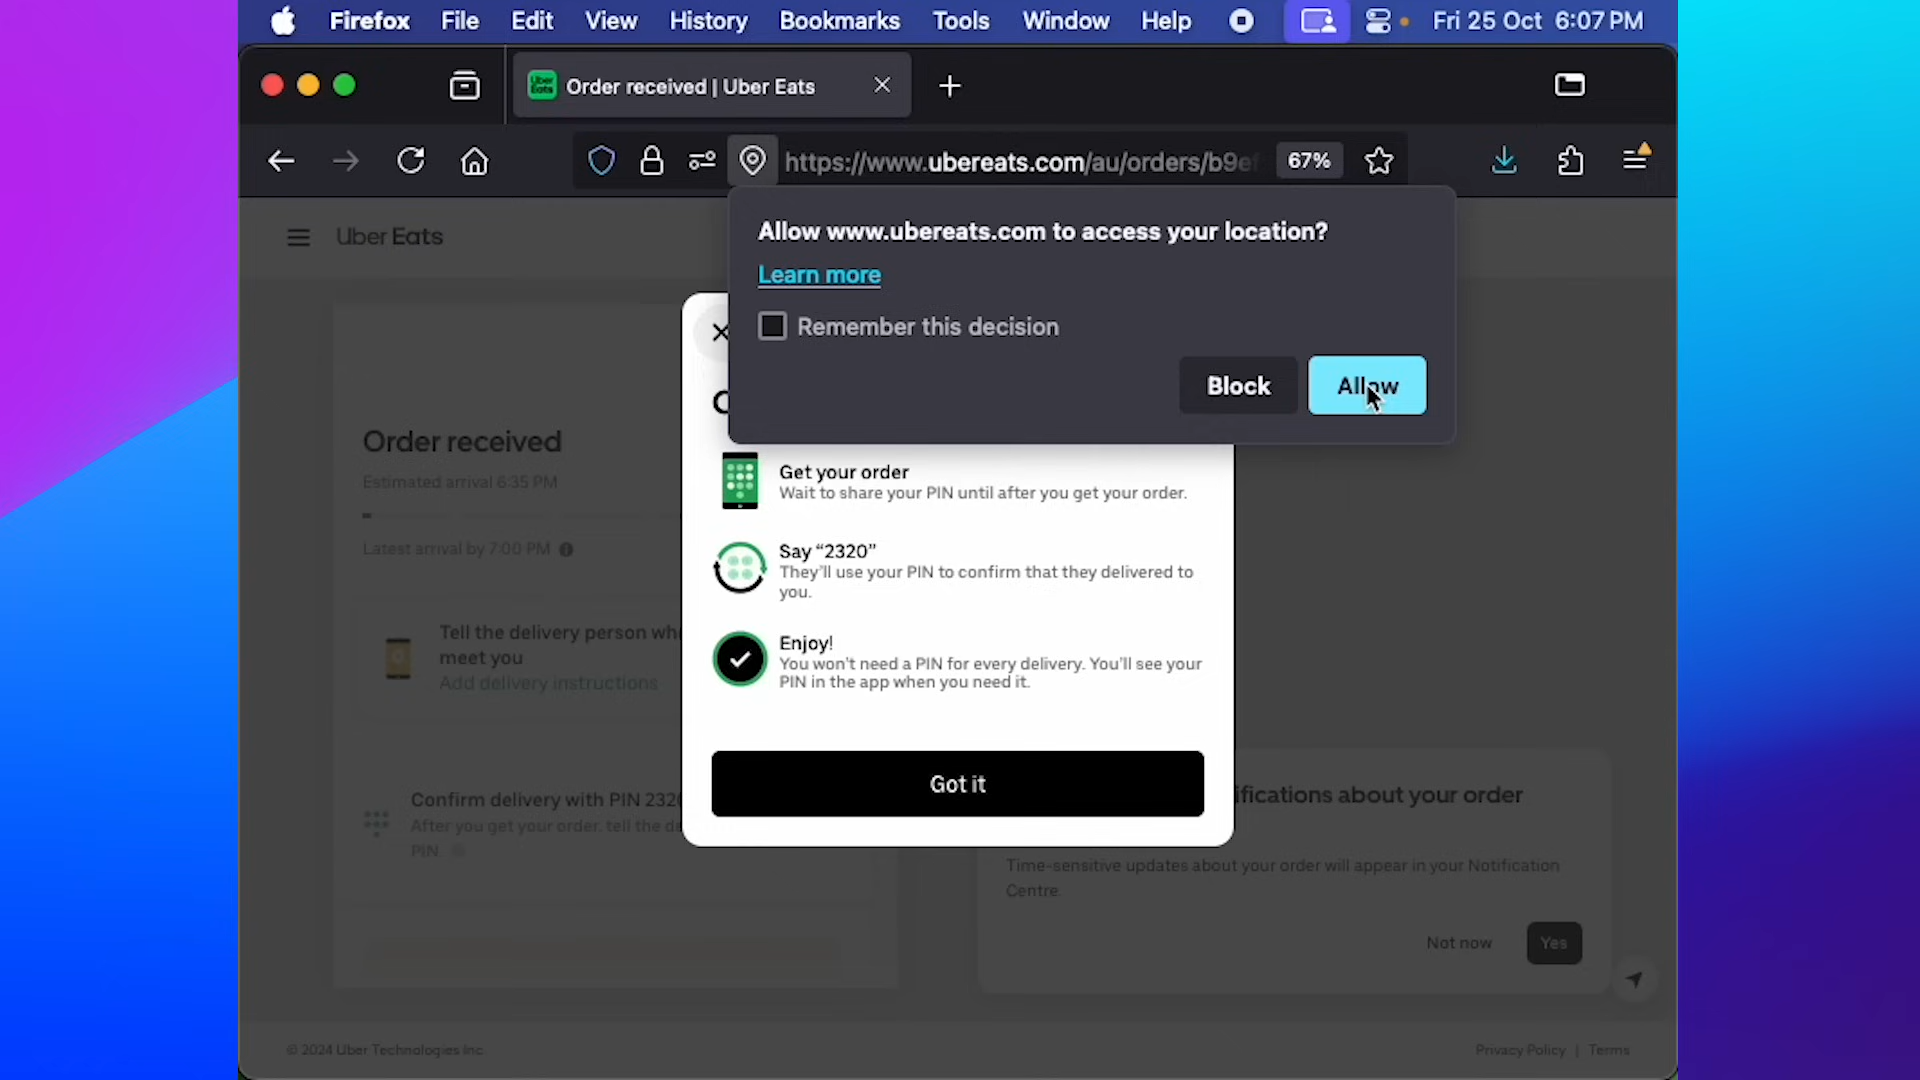 Firefox File Edit View History Bookmarks Tools Window Help Fri 25 Oct 6:07 PM
Uber Eats
Order received | Uber Eats
https://www.ubereats.com/au/orders/b9ef
67%
Allow www.ubereats.com to access your location?
Learn more
Remember this decision
Block
Allow
Uber Eats
Order received
Estimated arrival 6:35 PM
Latest arrival by 7:00 PM
Tell the delivery person
meet you
Add delivery instructions
Confirm delivery with PIN 2320
After you get your order, tell the
PIN
Get your order
Wait to share your PIN until after you get your order.
Say “2320”
They’ll use your PIN to confirm that they delivered to
you.
Enjoy!
You won’t need a PIN for every delivery. You’ll see your
PIN in the app when you need it.
Got it
ifications about your order
Time-sensitive updates about your order will appear in your Notification
Centre.
Not now
Yes
© 2024 Uber Technologies Inc.
Privacy Policy | Terms